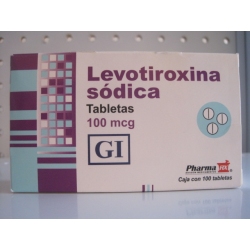 Levotiroxina
sódica
Tabletas
100 mcg
GI
Pharma
Caja con 100 tabletas